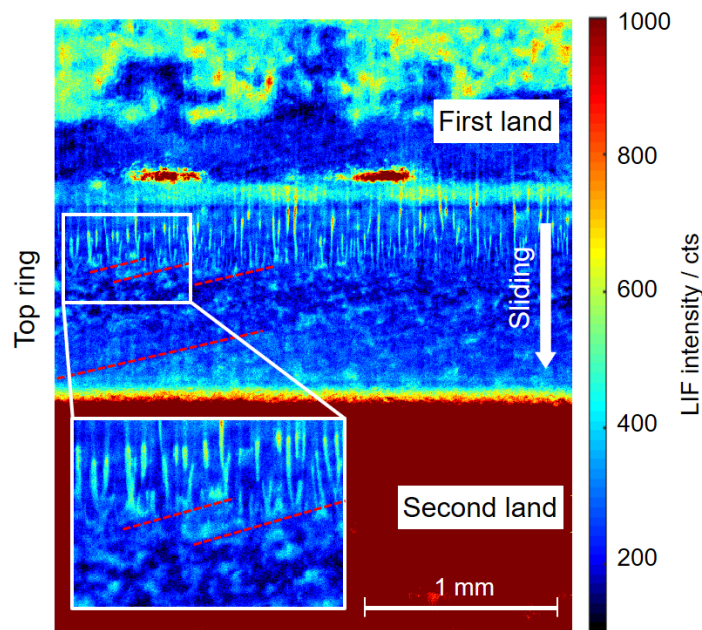 First land
Top ring
Sliding
Second land
1 mm
1000
800
600
400
200
LIF intensity / cts